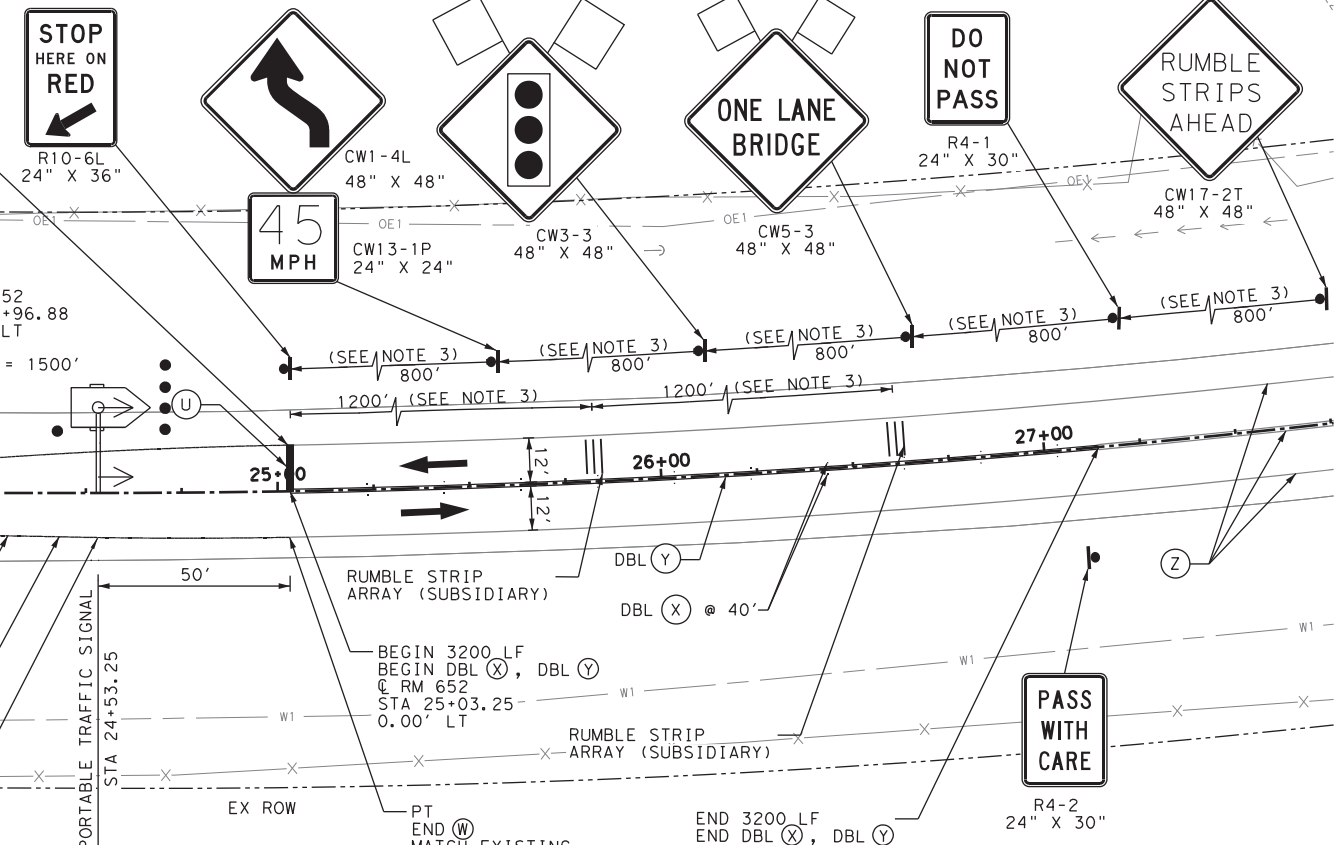 STOP
HERE ON
RED
R10-6L
24" X 36"
CW1-4L
48" X 48"
45
MPH
CW13-1P
24" X 24"
CW3-3
48" X 48"
ONE LANE
BRIDGE
CW5-3
48" X 48"
DO
NOT
PASS
R4-1
24" X 30"
RUMBLE
STRIPS
AHEAD
CW17-2T
48" X 48"
OE1
OE1
OE1
OE1
52
+96.88
LT
= 1500'
(SEE NOTE 3)
800'
(SEE NOTE 3)
800'
(SEE NOTE 3)
800'
(SEE NOTE 3)
800'
(SEE NOTE 3)
800'
1200' (SEE NOTE 3)
1200' (SEE NOTE 3)
U
25+00
26+00
27+00
12'
12'
50'
PORTABLE TRAFFIC SIGNAL
STA 24+53.25
RUMBLE STRIP
ARRAY (SUBSIDIARY)
DBL Y
DBL X @ 40'
Z
BEGIN 3200 LF
BEGIN DBL X, DBL Y
℄ RM 652
STA 25+03.25
0.00' LT
W1
W1
W1
W1
RUMBLE STRIP
ARRAY (SUBSIDIARY)
PASS
WITH
CARE
R4-2
24" X 30"
EX ROW
PT
END W
MATCH EXISTING
END 3200 LF
END DBL X, DBL Y